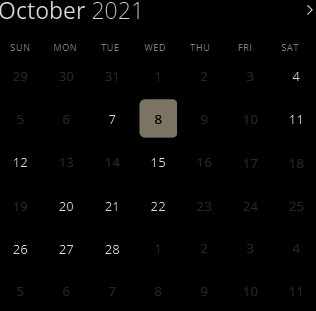 October 2021 >
SUN MON TUE WED THU FRI SAT
29 30 31 1 2 3 4
5 6 7 8 9 10 11
12 13 14 15 16 17 18
19 20 21 22 23 24 25
26 27 28 1 2 3 4
5 6 7 8 9 10 11